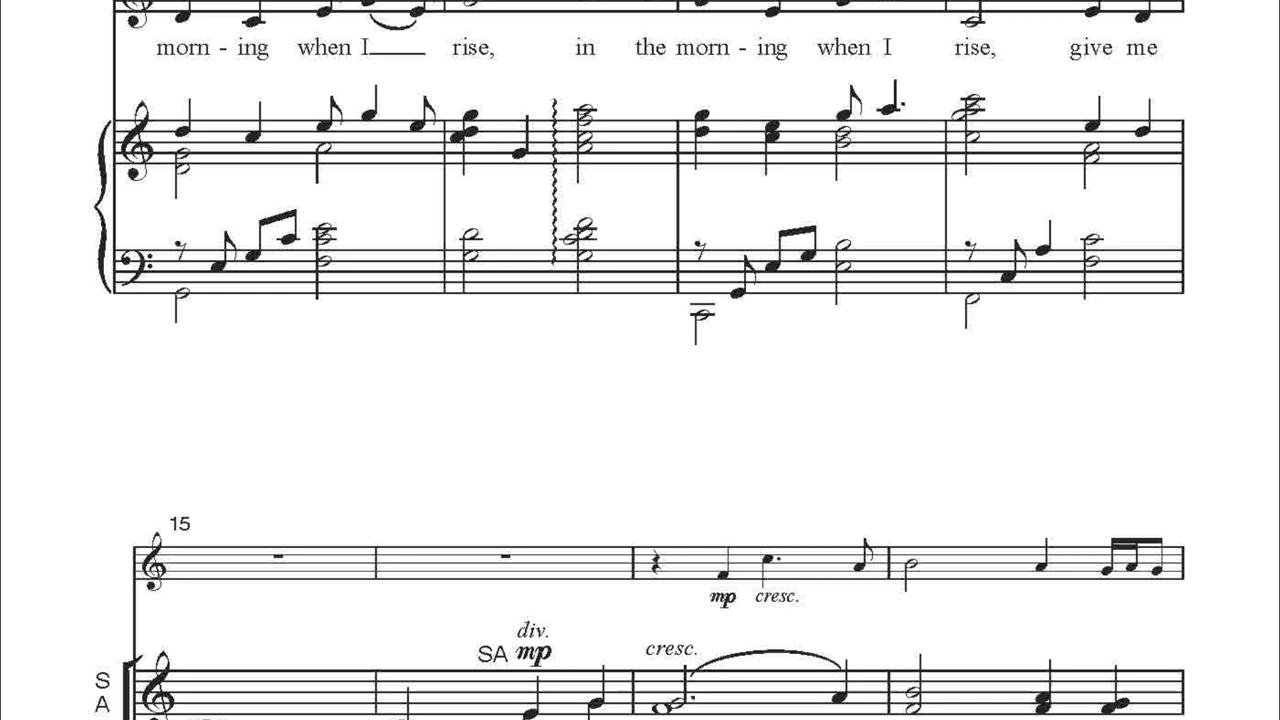 morn - ing when I____ rise, in the morn - ing when I rise, give me
15
mp cresc.
div.
SA mp cresc.
S
A